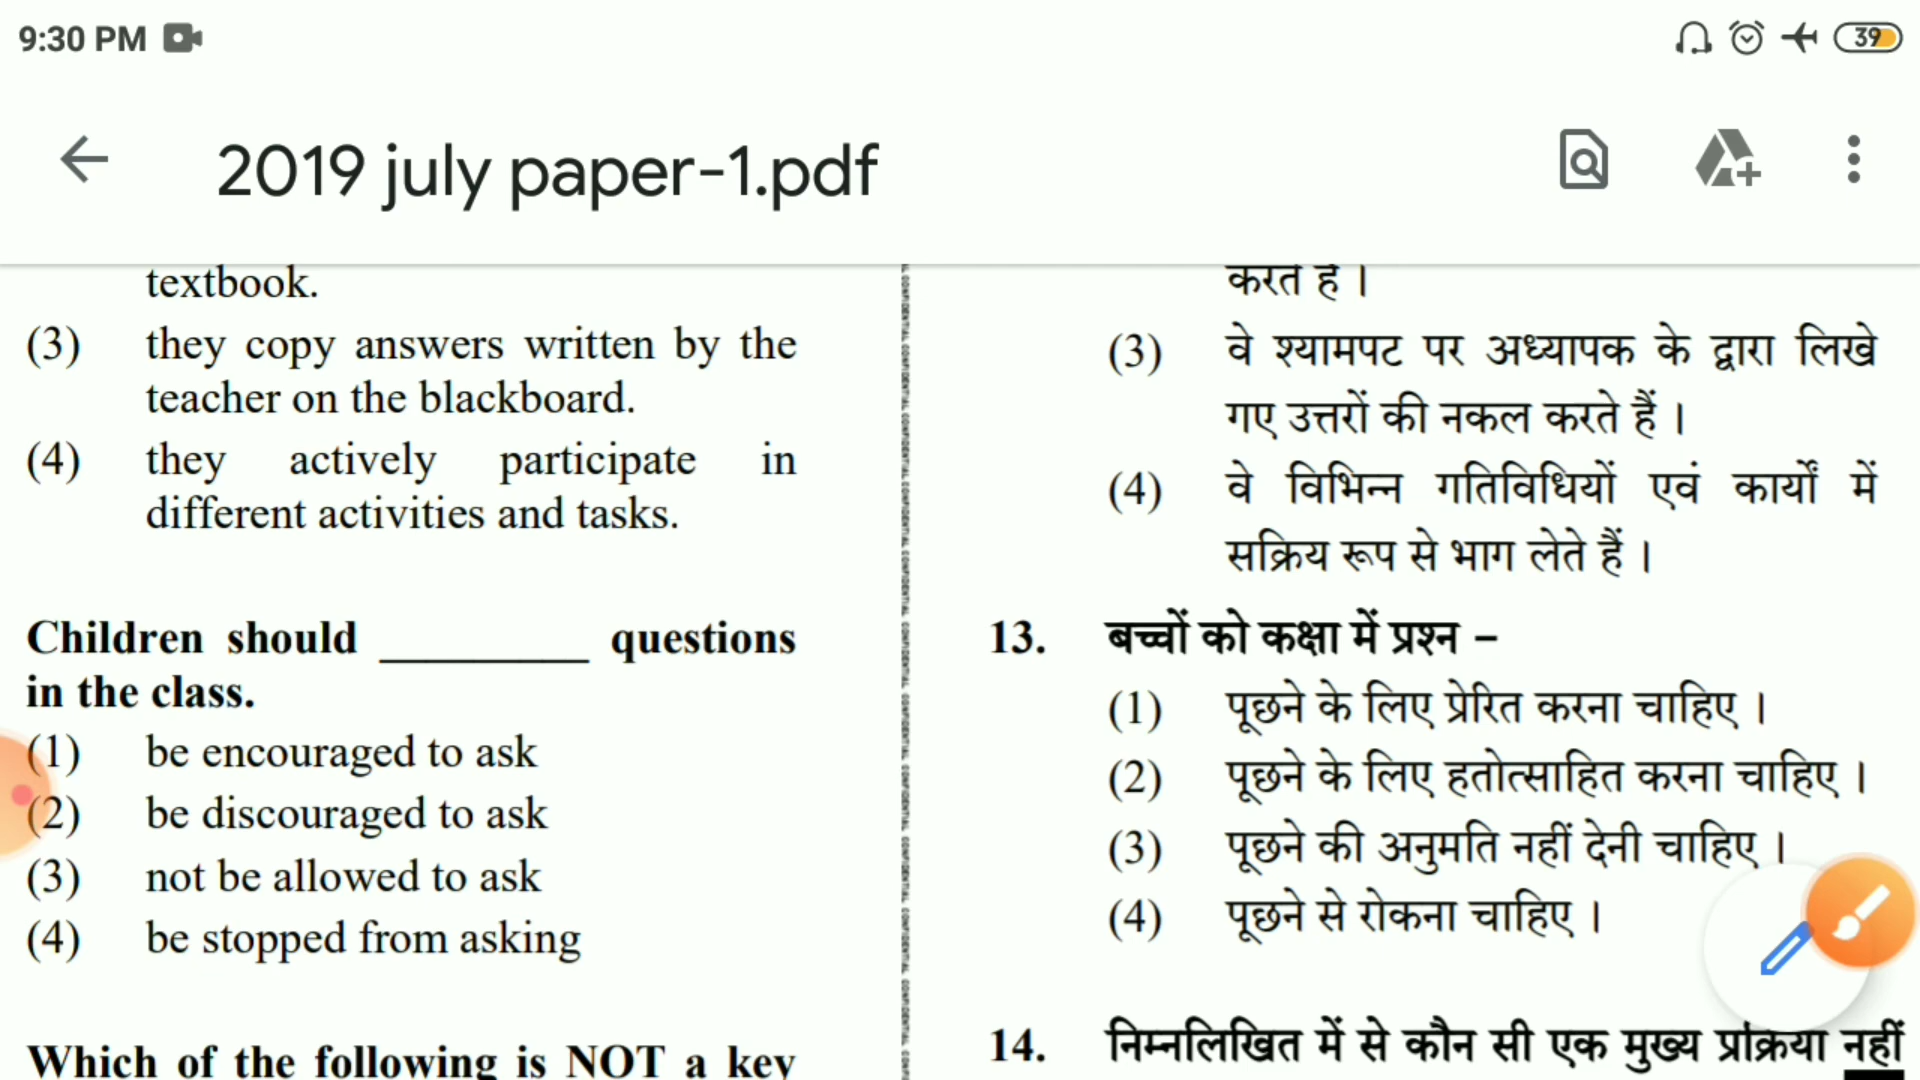 9:30 PM
39
2019 july paper-1.pdf
textbook.
(3) they copy answers written by the
teacher on the blackboard.
(4) they actively participate in
different activities and tasks.
Children should _________ questions
in the class.
(1) be encouraged to ask
(2) be discouraged to ask
(3) not be allowed to ask
(4) be stopped from asking
Which of the following is NOT a key
करते हैं ।
(3) वे श्यामपट पर अध्यापक के द्वारा लिखे
गए उत्तरों की नकल करते हैं ।
(4) वे विभिन्न गतिविधियों एवं कार्यों में
सक्रिय रूप से भाग लेते हैं ।
13. बच्चों को कक्षा में प्रश्न –
(1) पूछने के लिए प्रेरित करना चाहिए ।
(2) पूछने के लिए हतोत्साहित करना चाहिए ।
(3) पूछने की अनुमति नहीं देनी चाहिए ।
(4) पूछने से रोकना चाहिए ।
14. निम्नलिखित में से कौन सी एक मुख्य प्रक्रिया नहीं